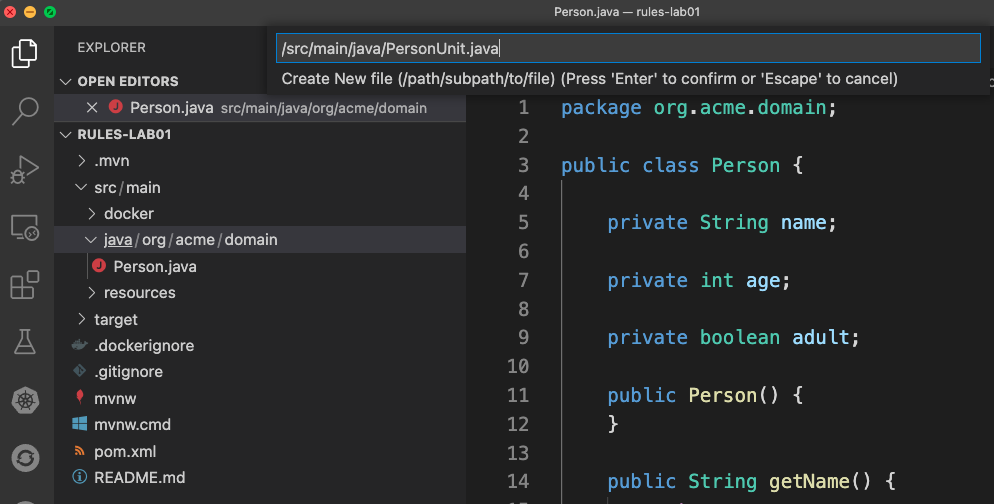 Person.java — rules-lab01
EXPLORER
/src/main/java/PersonUnit.java
Create New file (/path/subpath/to/file) (Press 'Enter' to confirm or 'Escape' to cancel)
OPEN EDITORS
Person.java src/main/java/org/acme/domain
RULES-LAB01
.mvn
src/main
docker
java/org/acme/domain
Person.java
resources
target
.dockerignore
.gitignore
mvnw
mvnw.cmd
pom.xml
README.md
1 package org.acme.domain;
2
3 public class Person {
4
5 private String name;
6
7 private int age;
8
9 private boolean adult;
10
11 public Person() {
12 }
13
14 public String getName() {